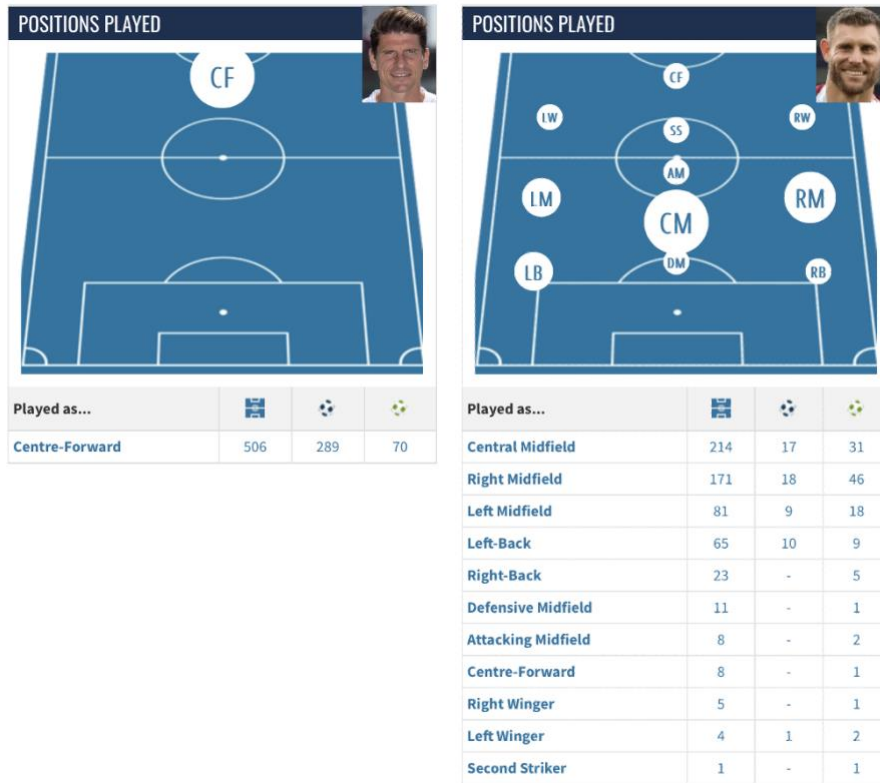 POSITIONS PLAYED
CF
Played as...
Centre-Forward 506 289 70
POSITIONS PLAYED
CF
LW RW
SS
AM
LM RM
CM
DM
LB RB
Played as...
Central Midfield 214 17 31
Right Midfield 171 18 46
Left Midfield 81 9 18
Left-Back 65 10 9
Right-Back 23 - 5
Defensive Midfield 11 - 1
Attacking Midfield 8 - 2
Centre-Forward 8 - 1
Right Winger 5 - 1
Left Winger 4 1 2
Second Striker 1 - 1